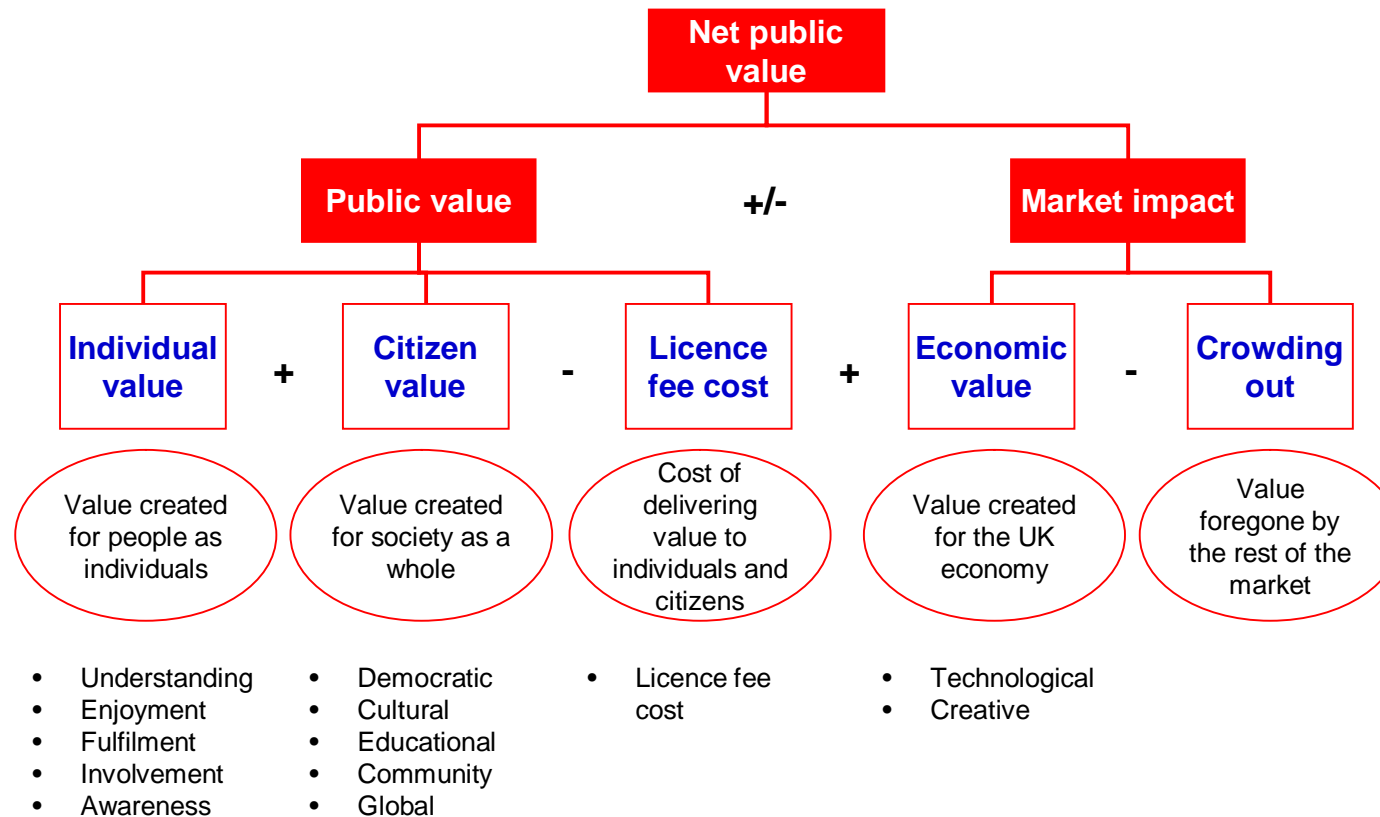 Net public
value
Public value
+/-
Market impact
Individual
value
+
Citizen
value
-
Licence
fee cost
+
Economic
value
-
Crowding
out
Value created
for people as
individuals
Value created
for society as a
whole
Cost of
delivering
value to
individuals and
citizens
Value created
for the UK
economy
Value
foregone by
the rest of the
market
• Understanding
• Enjoyment
• Fulfilment
• Involvement
• Awareness
• Democratic
• Cultural
• Educational
• Community
• Global
• Licence fee
cost
• Technological
• Creative